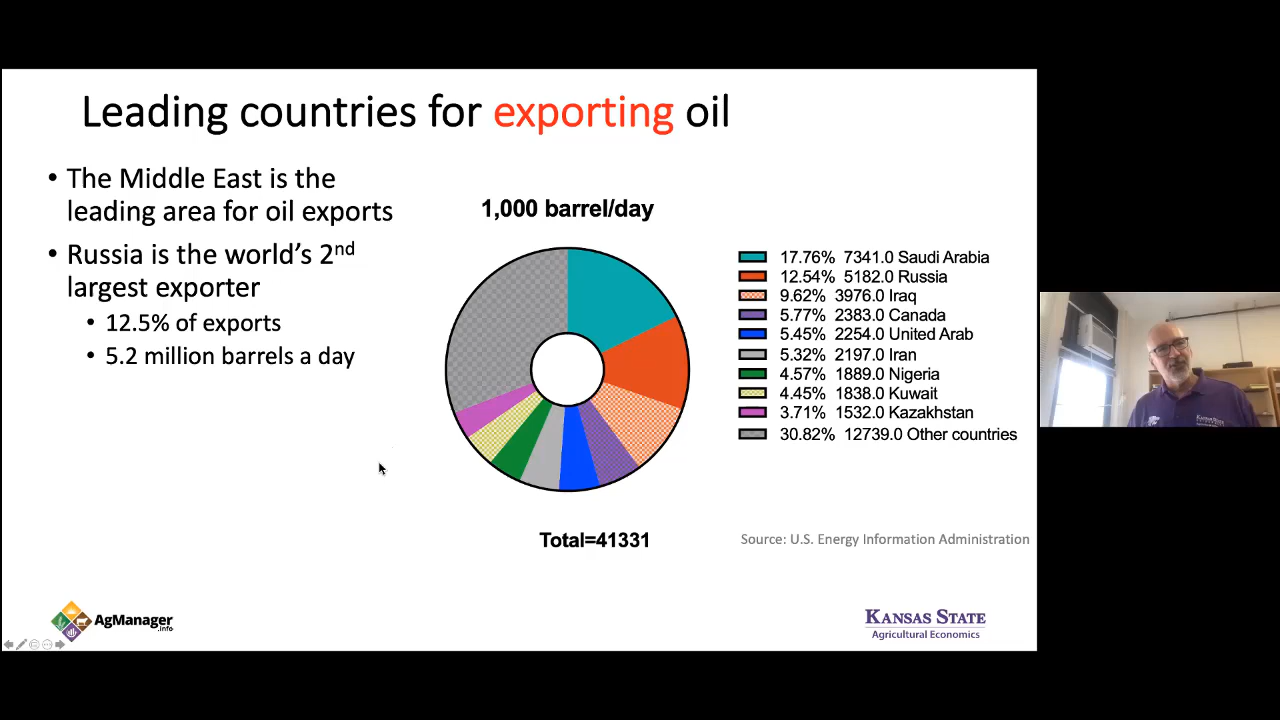 Leading countries for exporting oil
• The Middle East is the
leading area for oil exports
• Russia is the world’s 2nd
largest exporter
• 12.5% of exports
• 5.2 million barrels a day
1,000 barrel/day
17.76% 7341.0 Saudi Arabia
12.54% 5182.0 Russia
9.62% 3976.0 Iraq
5.77% 2383.0 Canada
5.45% 2254.0 United Arab
5.32% 2197.0 Iran
4.57% 1889.0 Nigeria
4.45% 1838.0 Kuwait
3.71% 1532.0 Kazakhstan
30.82% 12739.0 Other countries
Total=41331
Source: U.S. Energy Information Administration
AgManager
.info
KANSAS STATE
Agricultural Economics